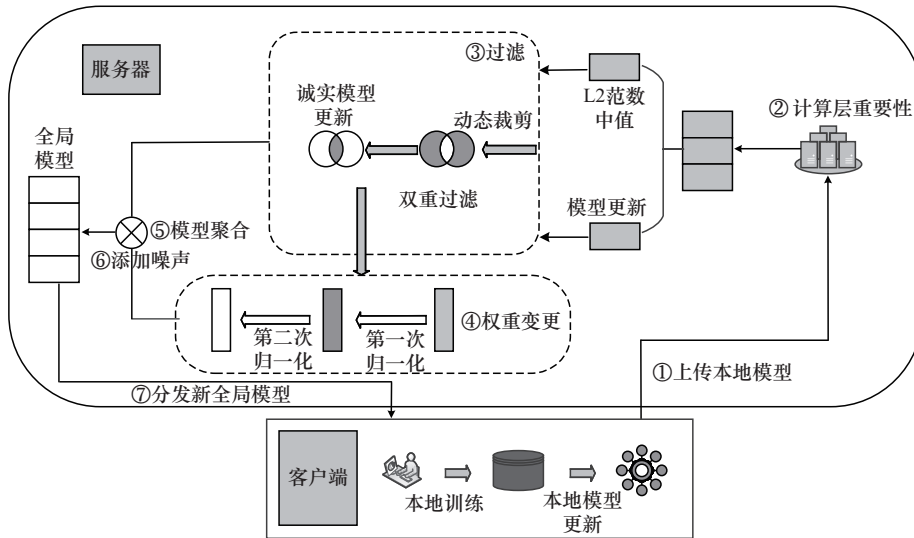 服务器
③过滤
诚实模型
更新
动态裁剪
双重过滤
L2范数
中值
模型更新
②计算层重要性
全局
模型
⑤模型聚合
⑥添加噪声
④权重变更
第二次
归一化
第一次
归一化
①上传本地模型
⑦分发新全局模型
客户端
本地训练
本地模型
更新